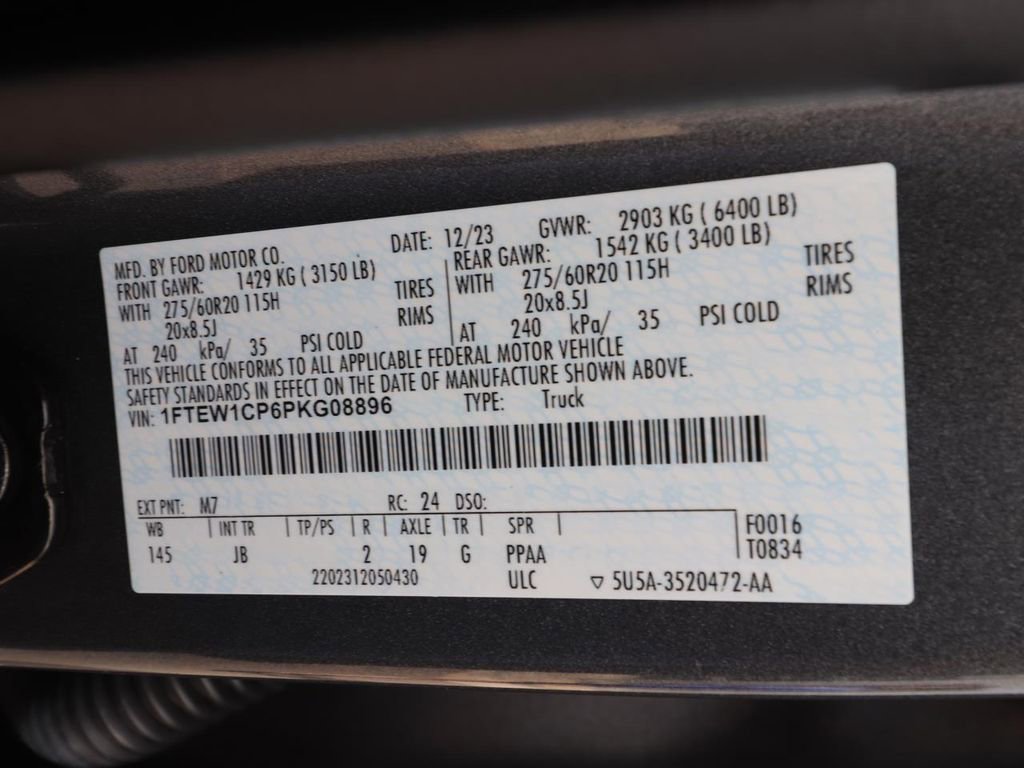 MFD. BY FORD MOTOR CO. DATE: 12/23 GVWR: 2903 KG ( 6400 LB)
FRONT GAWR: 1429 KG ( 3150 LB) REAR GAWR: 1542 KG ( 3400 LB)
WITH 275/60R20 115H TIRES WITH 275/60R20 115H TIRES
20x8.5J RIMS 20x8.5J RIMS
AT 240 kPa/ 35 PSI COLD AT 240 kPa/ 35 PSI COLD
THIS VEHICLE CONFORMS TO ALL APPLICABLE FEDERAL MOTOR VEHICLE
SAFETY STANDARDS IN EFFECT ON THE DATE OF MANUFACTURE SHOWN ABOVE.
VIN: 1FTEW1CP6PKG08896 TYPE: Truck
EXT PNT: M7 RC: 24 DSO:
WB INT TR TP/PS R AXLE TR SPR F0016
145 JB 2 19 G PPAA T0834
2202312050430 ULC ▽ 5U5A-3520472-AA